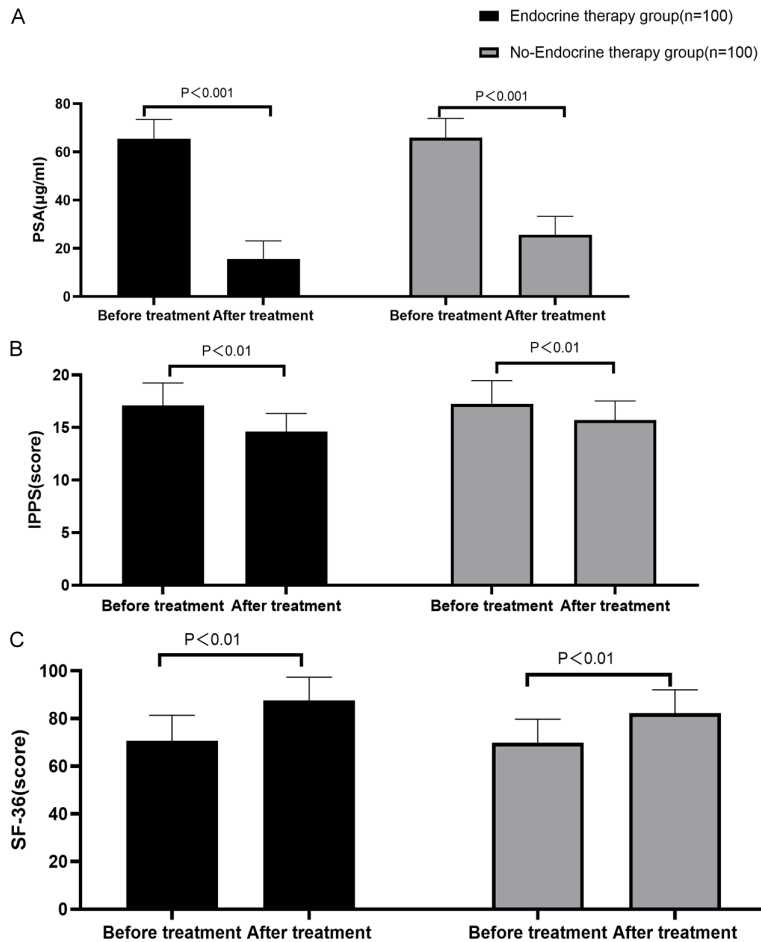 A
Endocrine therapy group(n=100)
No-Endocrine therapy group(n=100)
P＜0.001
P＜0.001
80
60
40
20
0
PSA(μg/ml)
Before treatment After treatment
Before treatment After treatment
B
P＜0.01
P＜0.01
20
15
10
5
0
IPPS(score)
Before treatment After treatment
Before treatment After treatment
C
P＜0.01
P＜0.01
100
80
60
40
20
0
SF-36(score)
Before treatment After treatment
Before treatment After treatment